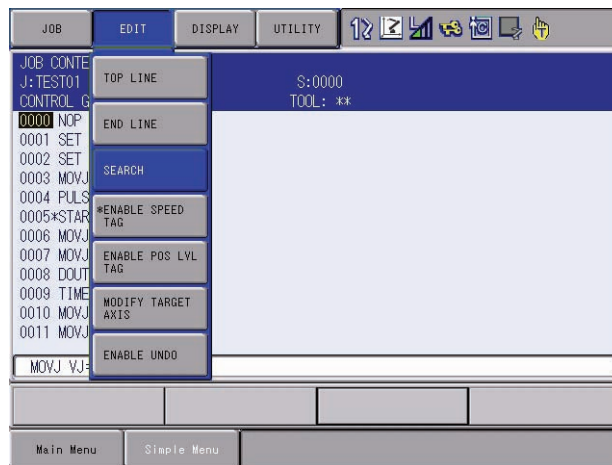 JOB EDIT DISPLAY UTILITY
JOB CONTE
J:TEST01 S:0000
CONTROL G TOOL: **
0000 NOP
0001 SET
0002 SET
0003 MOVJ
0004 PULS
0005*STAR
0006 MOVJ
0007 MOVJ
0008 DOUT
0009 TIME
0010 MOVJ
0011 MOVJ
TOP LINE
END LINE
SEARCH
*ENABLE SPEED
TAG
ENABLE POS LVL
TAG
MODIFY TARGET
AXIS
ENABLE UNDO
MOVJ VJ=
Main Menu Simple Menu